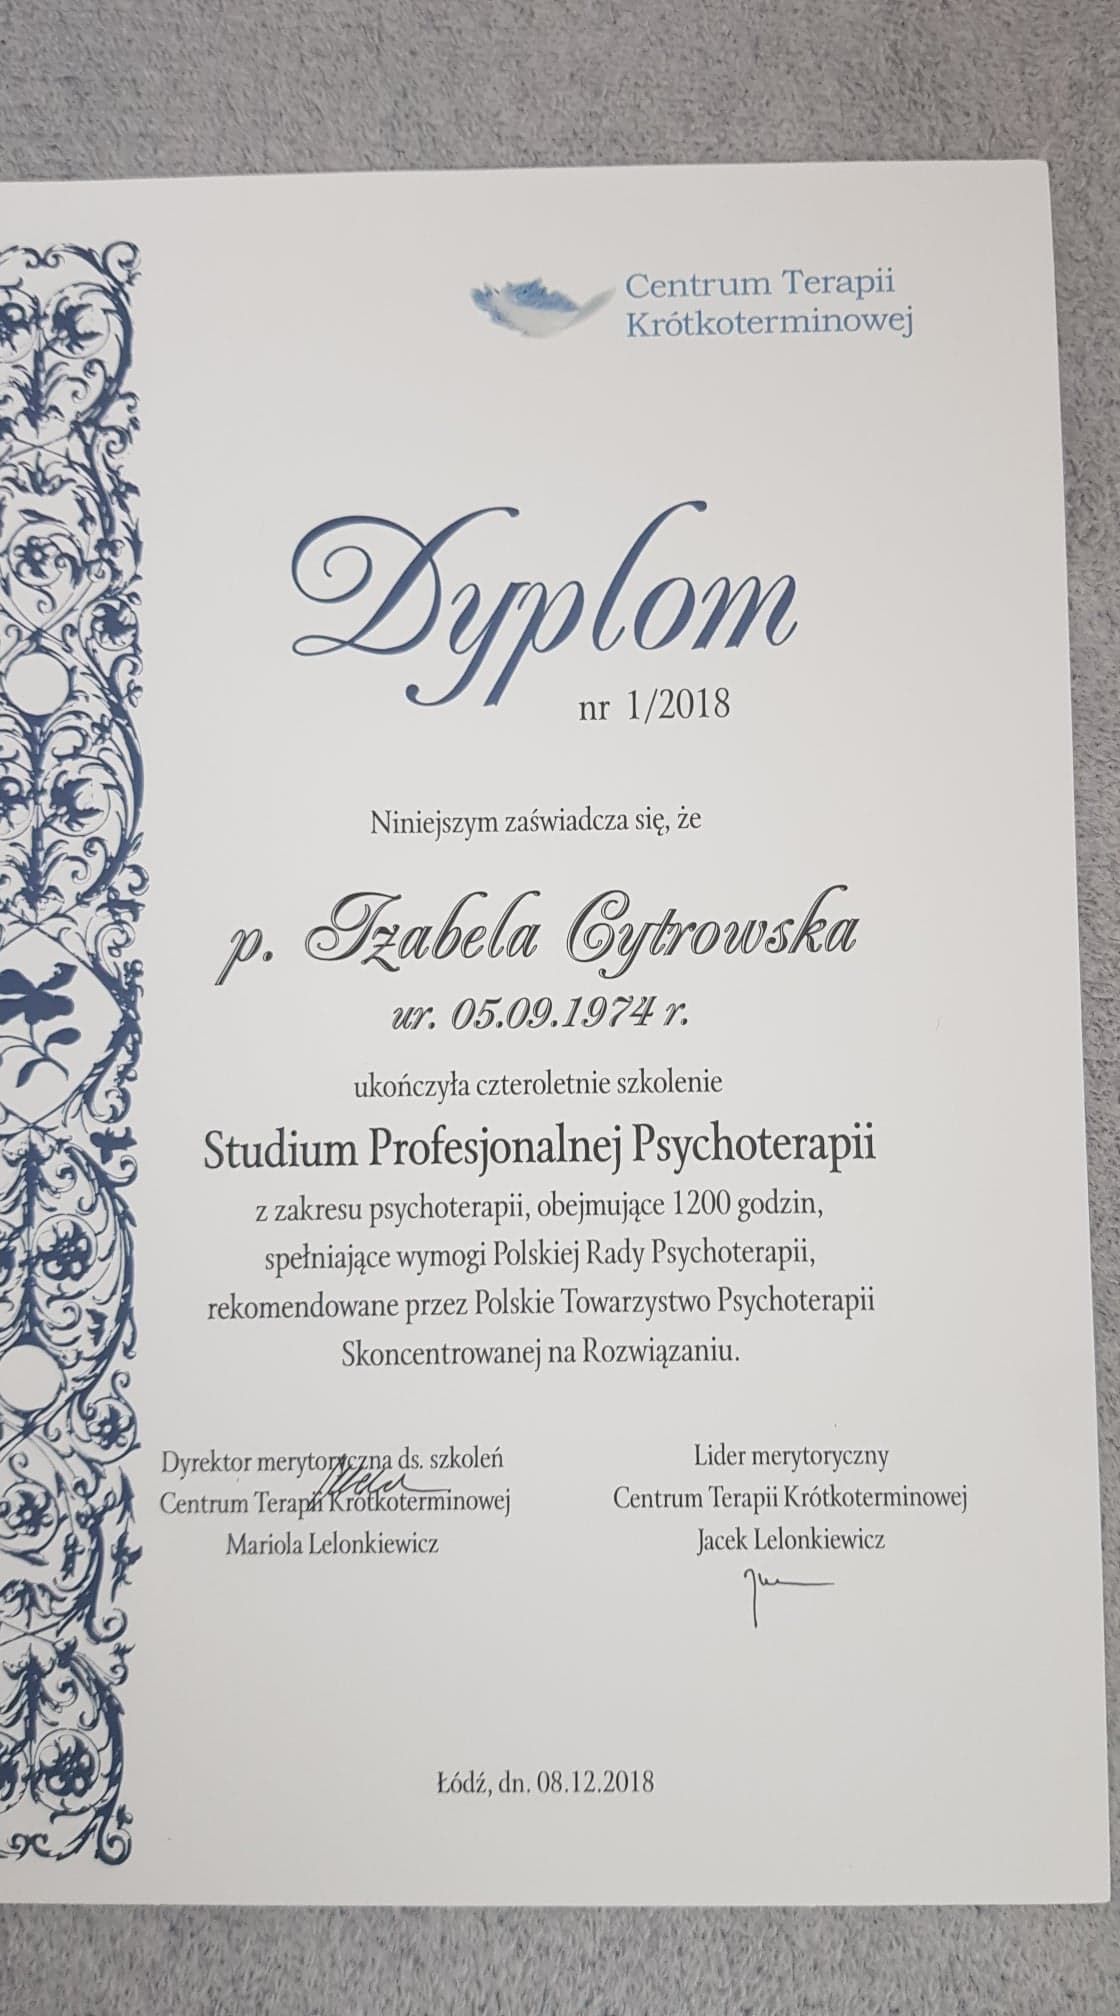 Centrum Terapii
Krótkoterminowej
Dyplom
nr 1/2018
Niniejszym zaświadcza się, że
p. Izabela Cytrowska
ur. 05.09.1974 r.
ukończyła czteroletnie szkolenie
Studium Profesjonalnej Psychoterapii
z zakresu psychoterapii, obejmujące 1200 godzin,
spełniające wymogi Polskiej Rady Psychoterapii,
rekomendowane przez Polskie Towarzystwo Psychoterapii
Skoncentrowanej na Rozwiązaniu.
Dyrektor merytoryczna ds. szkoleń
Centrum Terapii Krótkoterminowej
Mariola Lelonkiewicz
Lider merytoryczny
Centrum Terapii Krótkoterminowej
Jacek Lelonkiewicz
Łódź, dn. 08.12.2018